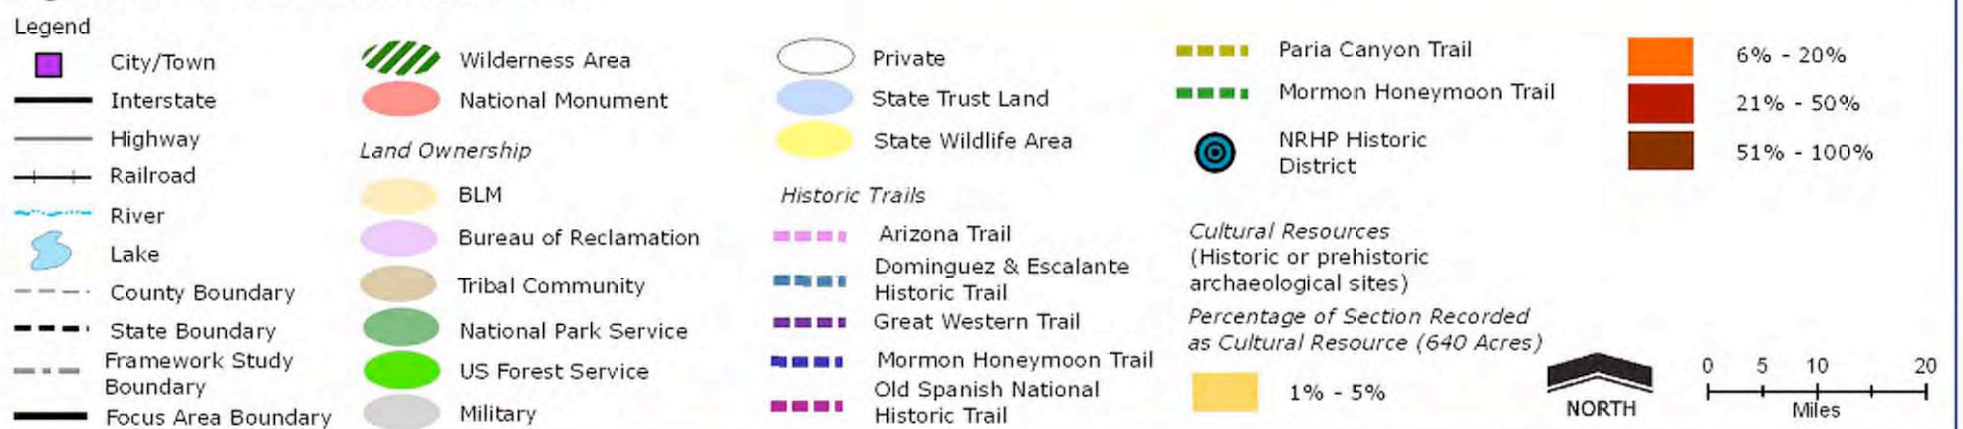 Legend
City/Town
Interstate
Highway
Railroad
River
Lake
County Boundary
State Boundary
Framework Study
Boundary
Focus Area Boundary
Wilderness Area
National Monument
Land Ownership
BLM
Bureau of Reclamation
Tribal Community
National Park Service
US Forest Service
Military
Private
State Trust Land
State Wildlife Area
Historic Trails
Arizona Trail
Dominguez & Escalante
Historic Trail
Great Western Trail
Mormon Honeymoon Trail
Old Spanish National
Historic Trail
Paria Canyon Trail
Mormon Honeymoon Trail
NRHP Historic
District
Cultural Resources
(Historic or prehistoric
archaeological sites)
Percentage of Section Recorded
as Cultural Resource (640 Acres)
1% - 5%
6% - 20%
21% - 50%
51% - 100%
NORTH
0 5 10 20
Miles